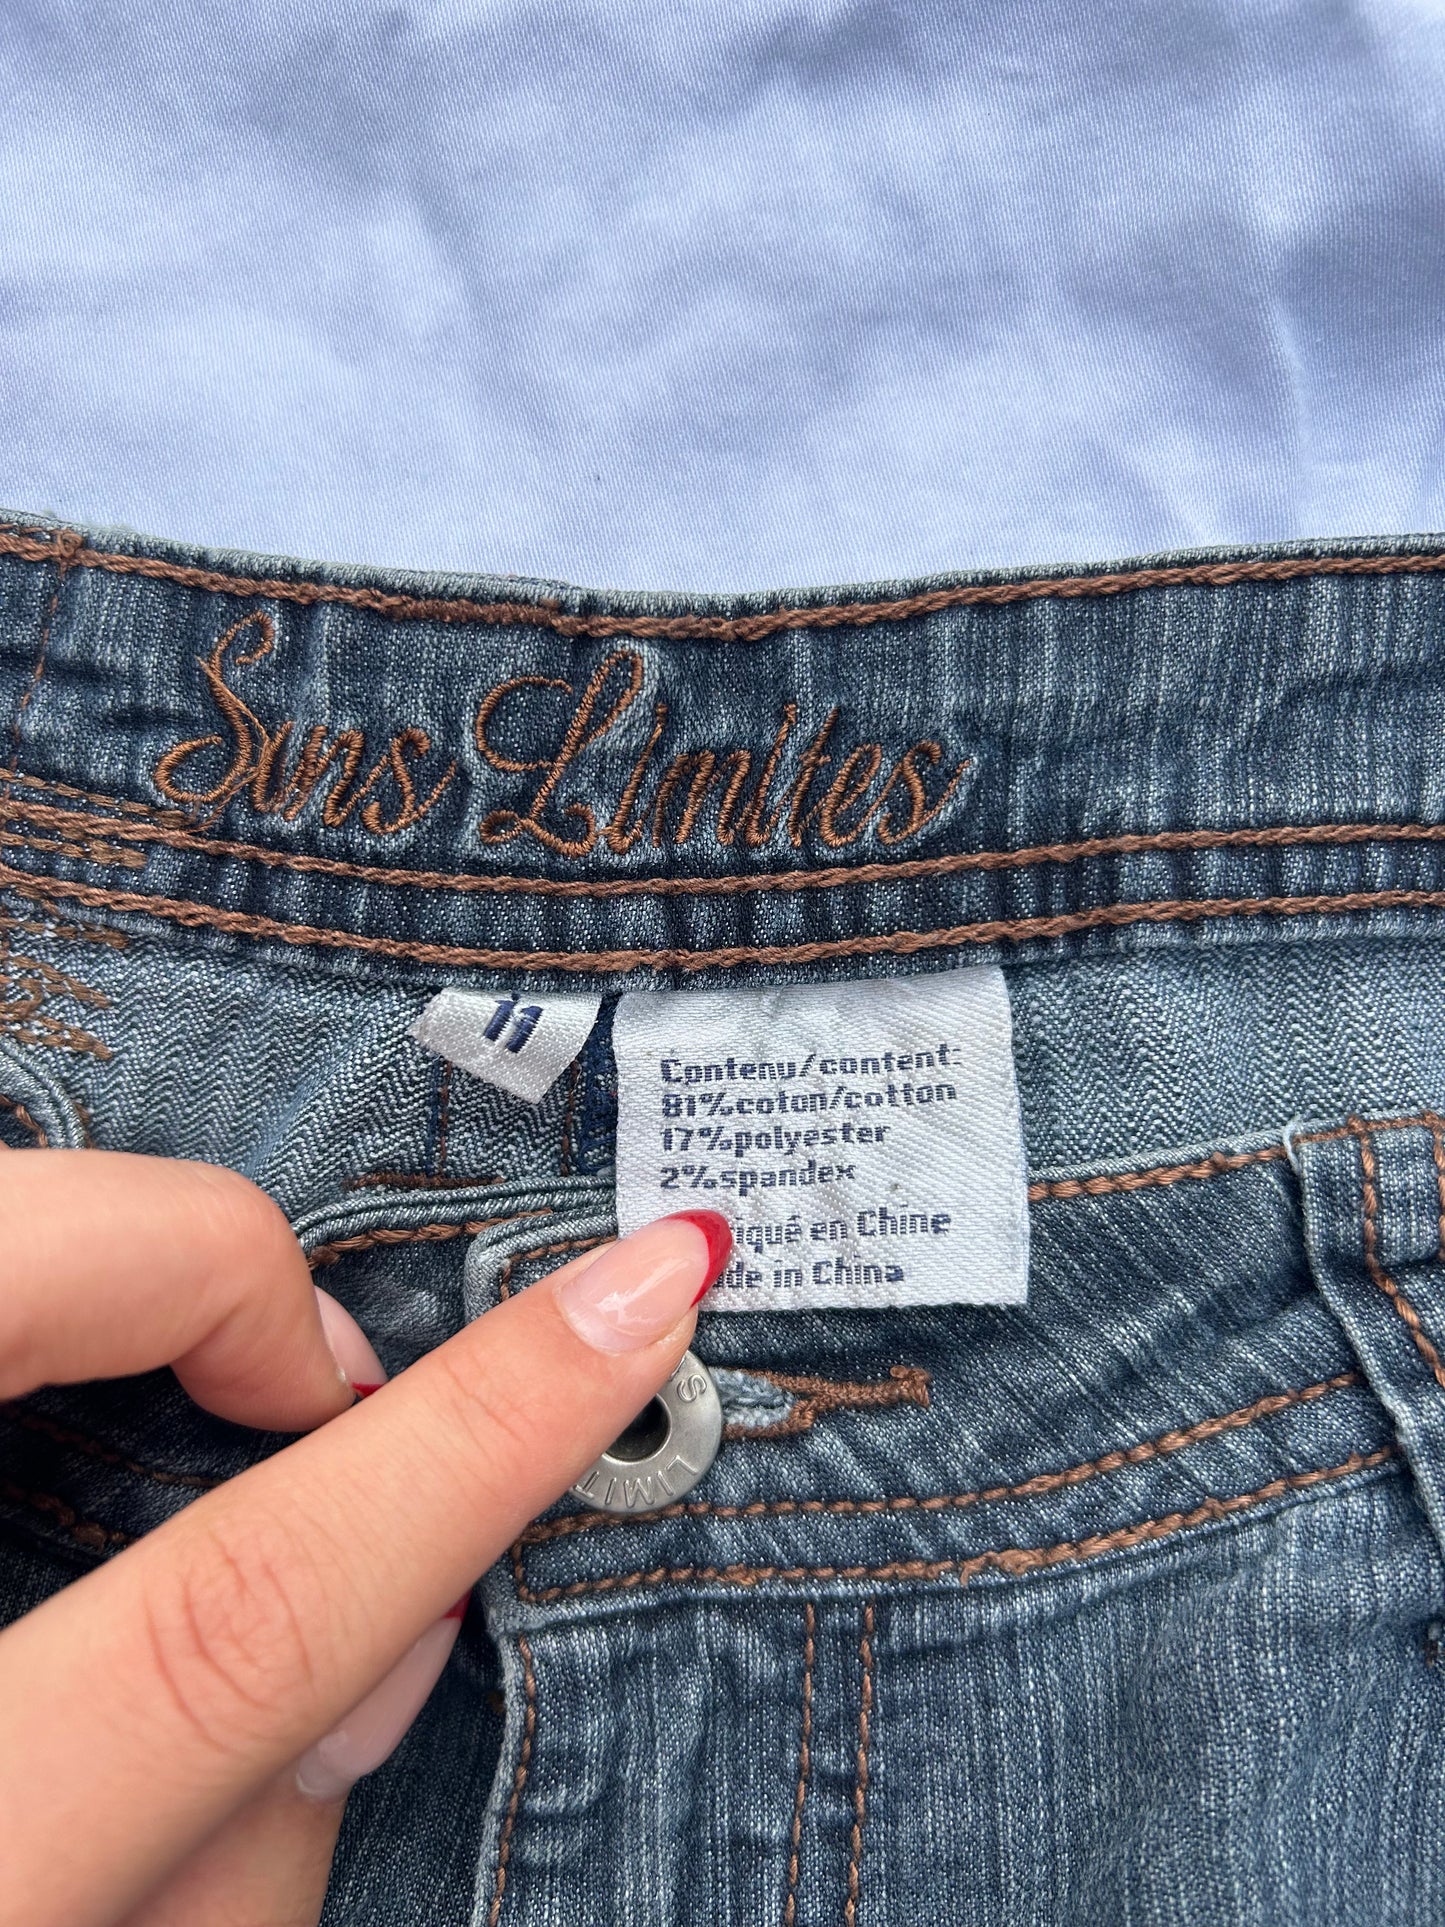 Sans Limites
11
Contenu/content:
81%coton/cotton
17%polyester
2%spandex
en Chine
in China
LIMIT